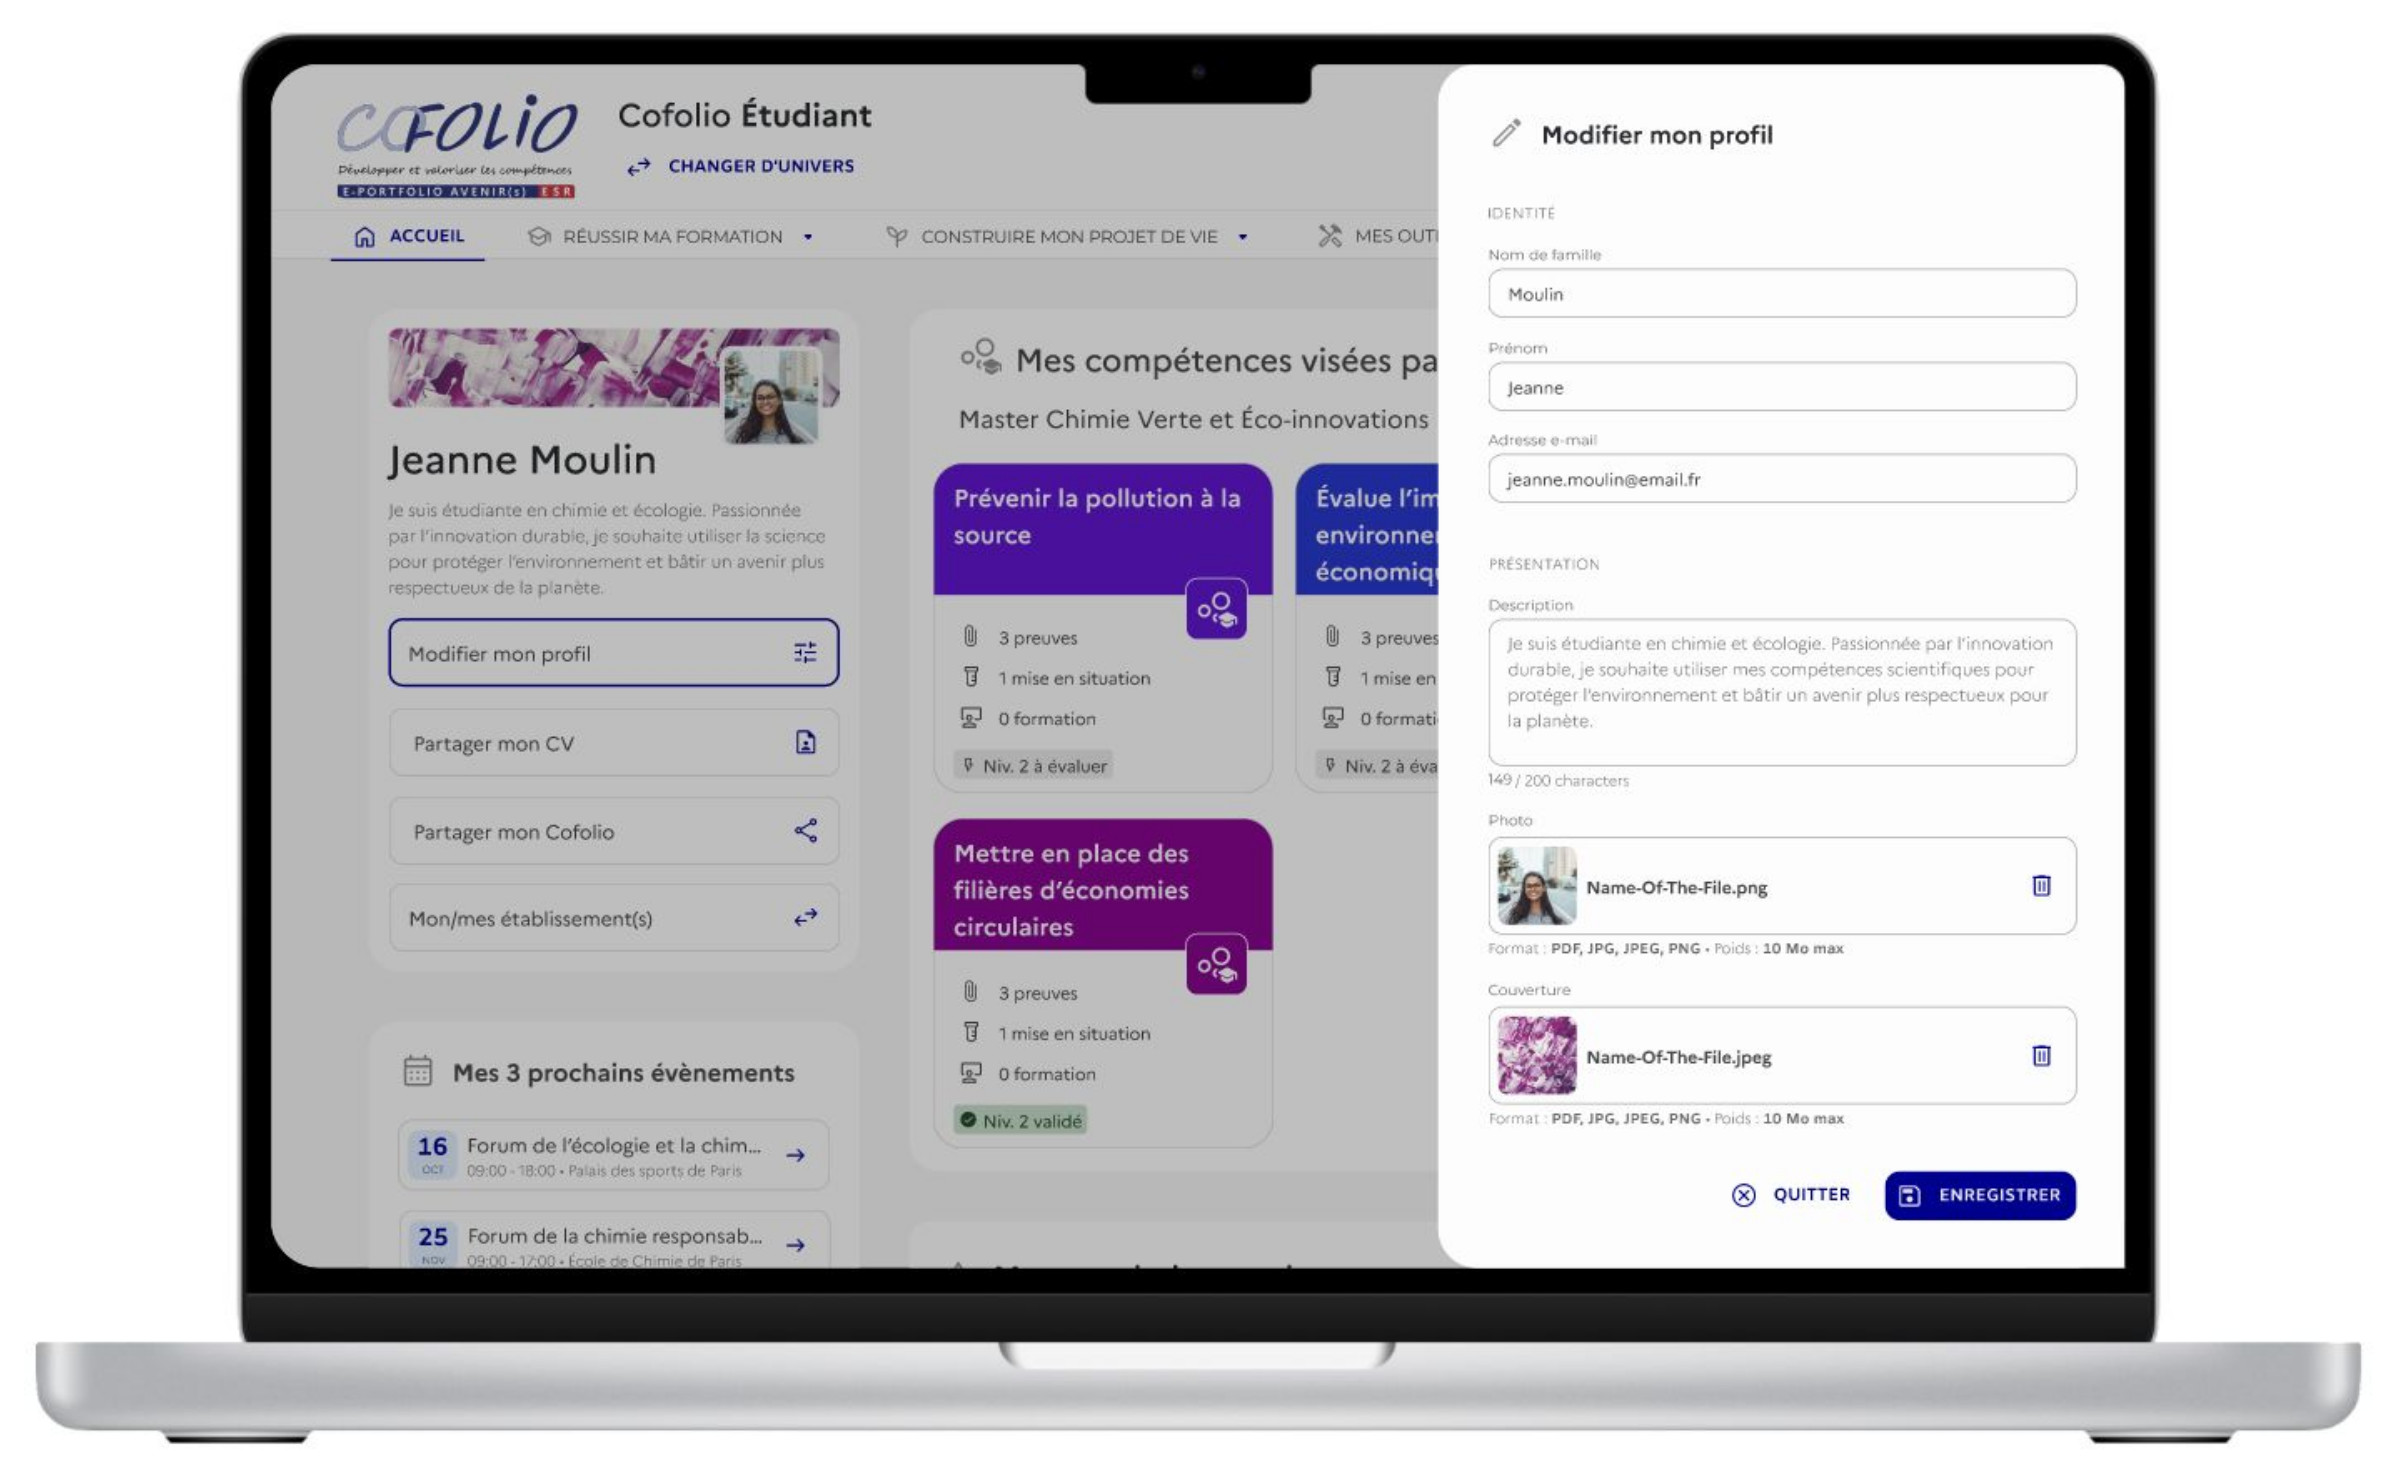 COFOLIO
Développer et valoriser les compétences
E-PORTFOLIO AVENIR(s) ESR
Cofolio Étudiant
CHANGER D'UNIVERS
ACCUEIL
RÉUSSIR MA FORMATION
CONSTRUIRE MON PROJET DE VIE
MES OUTI
Jeanne Moulin
Je suis étudiante en chimie et écologie. Passionnée
par l'innovation durable, je souhaite utiliser la science
pour protéger l'environnement et bâtir un avenir plus
respectueux de la planète.
Modifier mon profil
Partager mon CV
Partager mon Cofolio
Mon/mes établissement(s)
Mes 3 prochains évènements
16
OCT
Forum de l'écologie et la chim...
09:00 - 18:00 • Palais des sports de Paris
25
NOV
Forum de la chimie responsab...
09:00 - 17:00 • École de Chimie de Paris
Mes compétences visées pa
Master Chimie Verte et Éco-innovations
Prévenir la pollution à la
source
3 preuves
1 mise en situation
0 formation
Niv. 2 à évaluer
Évalue l'im
environne
économiq
3 preuves
1 mise en
0 formati
Niv. 2 à éva
Mettre en place des
filières d'économies
circulaires
3 preuves
1 mise en situation
0 formation
Niv. 2 validé
Modifier mon profil
IDENTITÉ
Nom de famille
Moulin
Prénom
Jeanne
Adresse e-mail
jeanne.moulin@email.fr
PRÉSENTATION
Description
Je suis étudiante en chimie et écologie. Passionnée par l'innovation
durable, je souhaite utiliser mes compétences scientifiques pour
protéger l'environnement et bâtir un avenir plus respectueux pour
la planète.
149 / 200 characters
Photo
Name-Of-The-File.png
Format : PDF, JPG, JPEG, PNG • Poids : 10 Mo max
Couverture
Name-Of-The-File.jpeg
Format : PDF, JPG, JPEG, PNG • Poids : 10 Mo max
QUITTER
ENREGISTRER